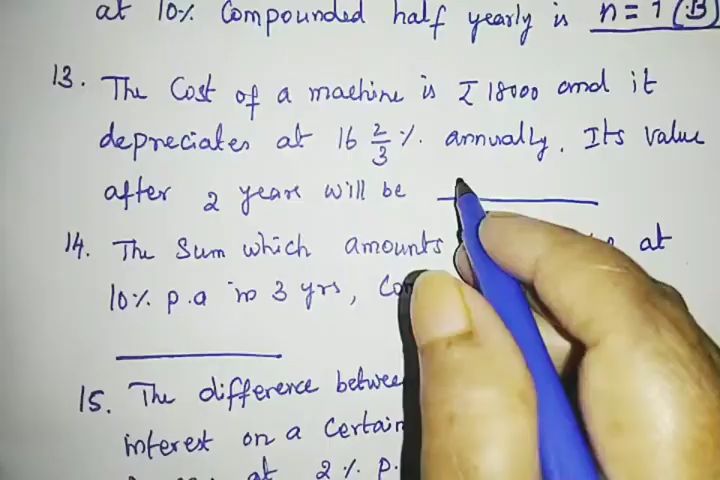 at 10% Compounded half yearly is n = 1 (B)
13. The Cost of a machine is ₹ 18000 and it
depreciates at 16 2/3 %. annually. Its value
after 2 years will be ________
14. The Sum which amounts at
10% p.a in 3 yrs,
________
15. The difference
interest on a certain
at 2% p.